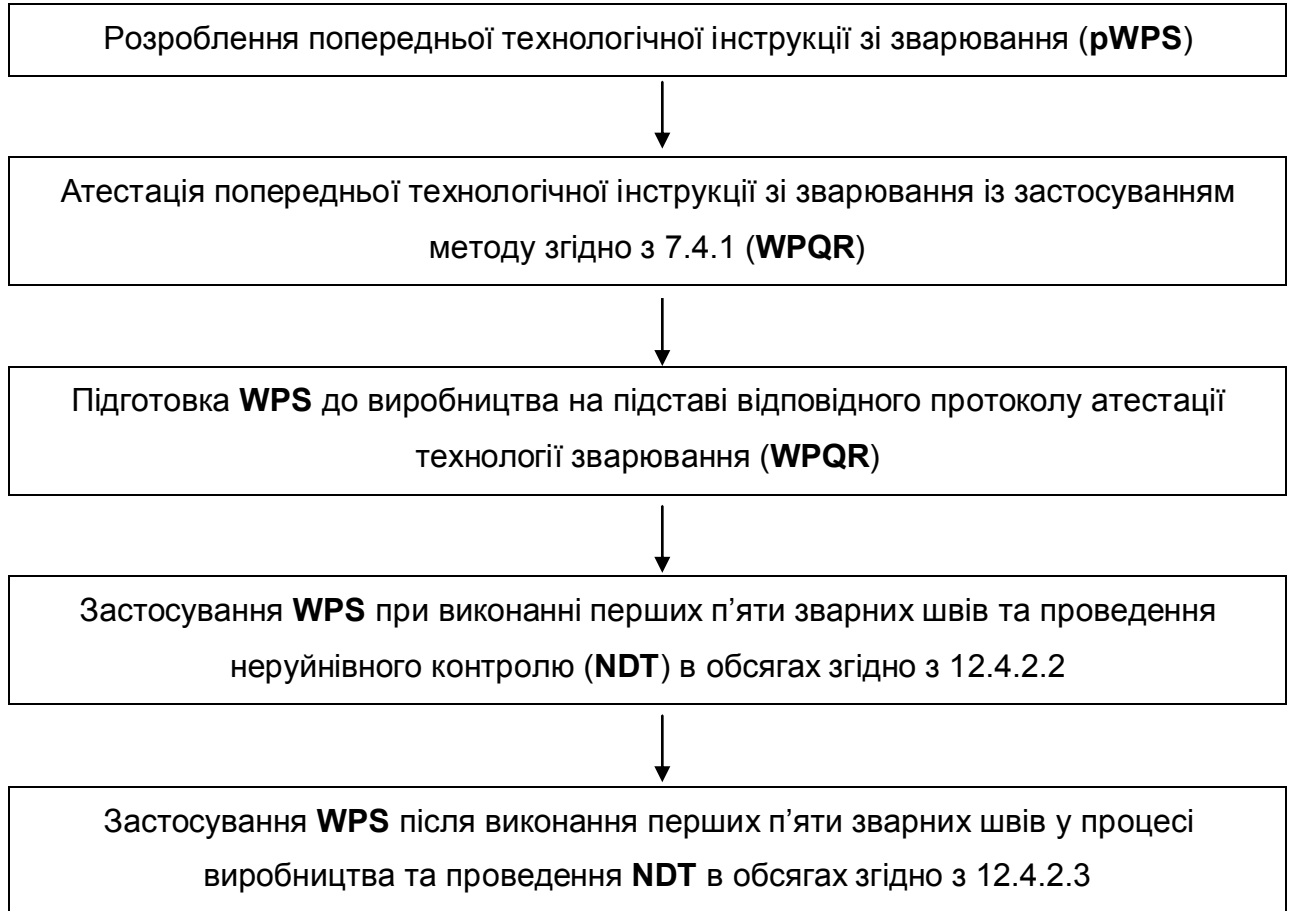 Розроблення попередньої технологічної інструкції зі зварювання (pWPS)
Атестація попередньої технологічної інструкції зі зварювання із застосуванням
методу згідно з 7.4.1 (WPQR)
Підготовка WPS до виробництва на підставі відповідного протоколу атестації
технології зварювання (WPQR)
Застосування WPS при виконанні перших п’яти зварних швів та проведення
неруйнівного контролю (NDT) в обсягах згідно з 12.4.2.2
Застосування WPS після виконання перших п’яти зварних швів у процесі
виробництва та проведення NDT в обсягах згідно з 12.4.2.3